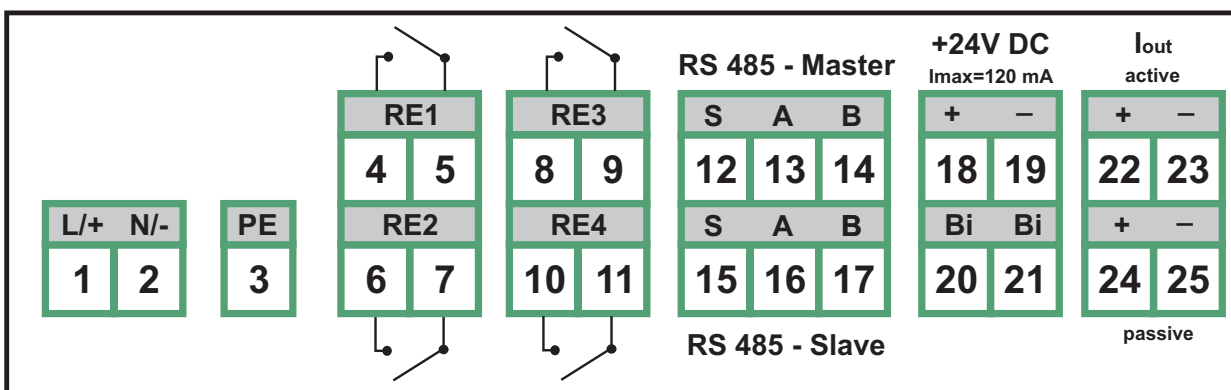 +24V DC Iout
RS 485 - Master Imax=120 mA active
RE1 RE3 S A B + – + –
4 5 8 9 12 13 14 18 19 22 23
L/+ N/- PE RE2 RE4 S A B Bi Bi + –
1 2 3 6 7 10 11 15 16 17 20 21 24 25
RS 485 - Slave passive